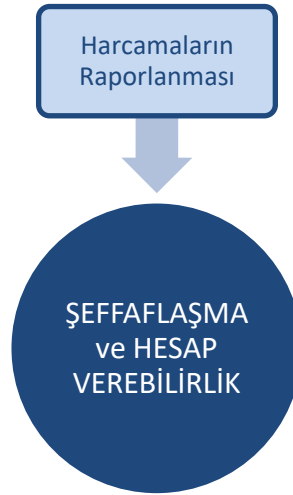 Harcamaların
Raporlanması
ŞEFFAFLAŞMA
ve HESAP
VEREBİLİRLİK